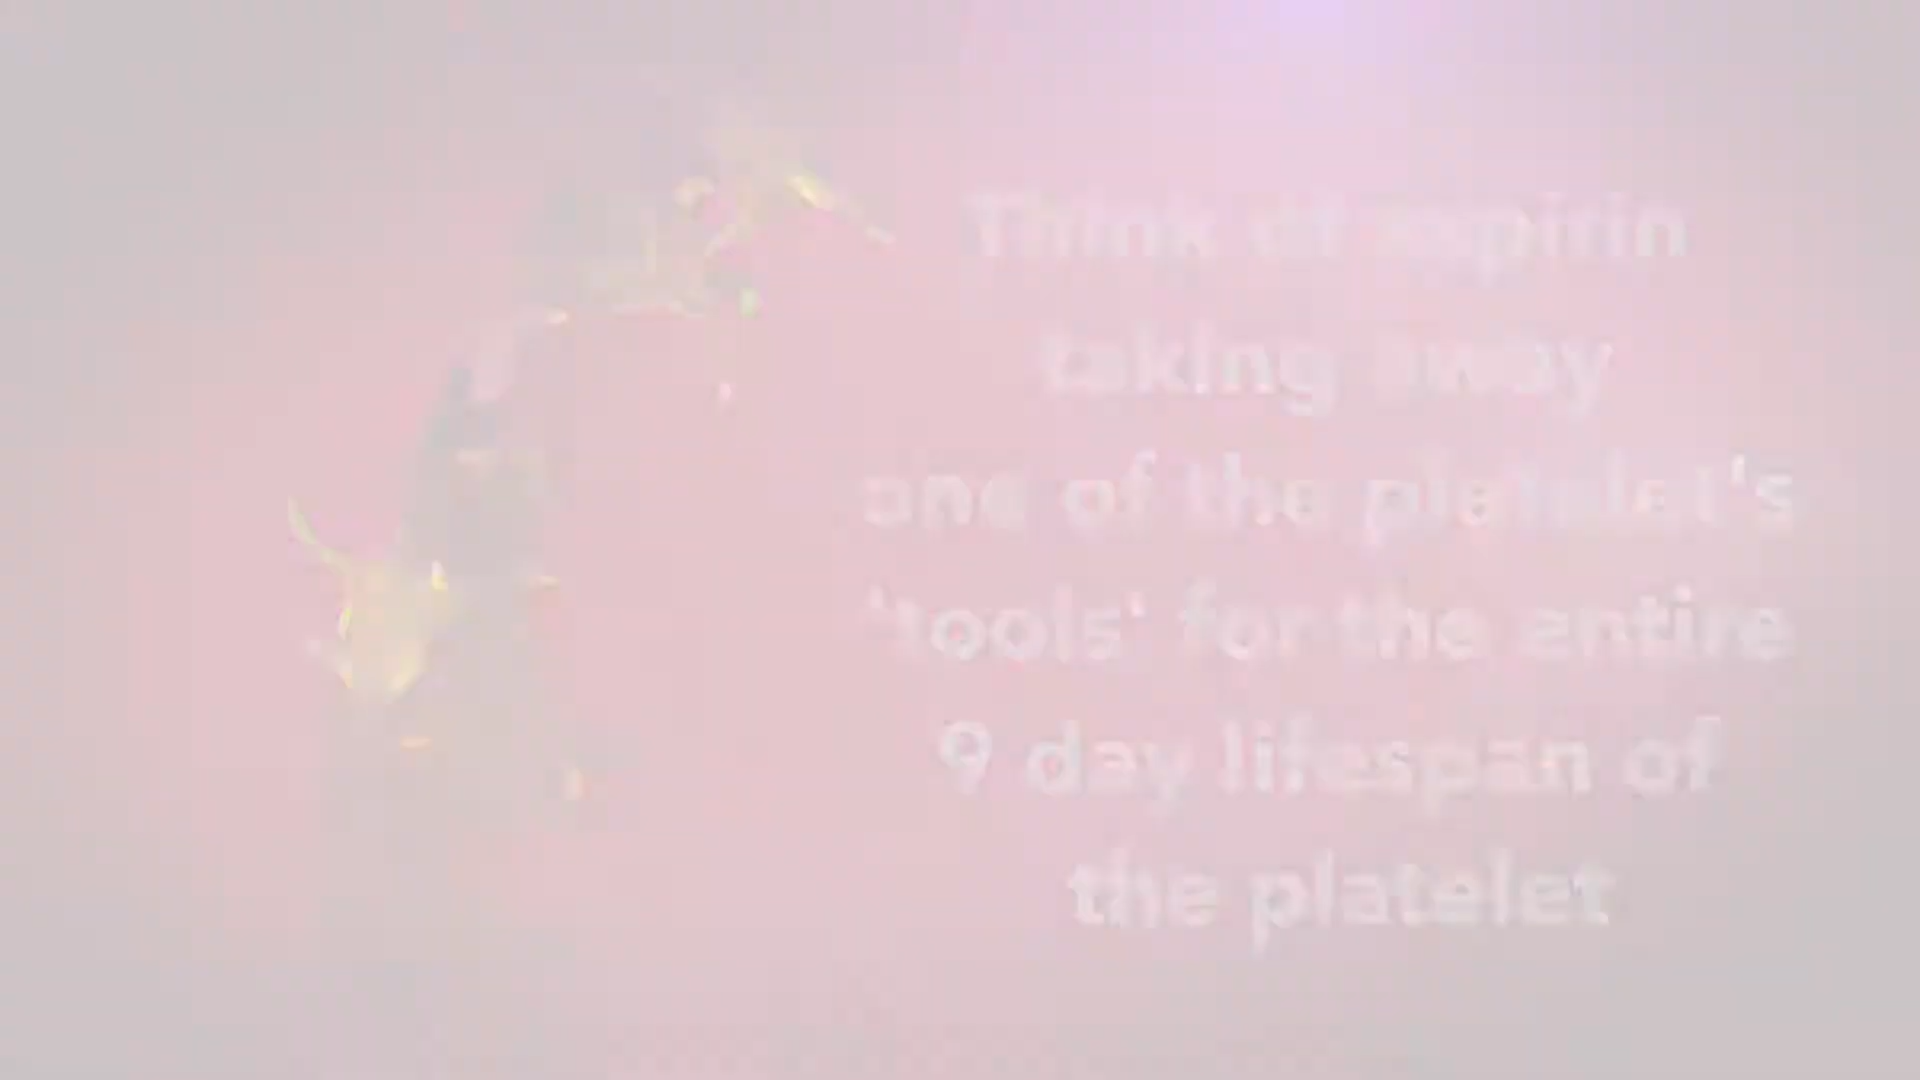 Think of aspirin
taking away
one of the platelet's
'tools' for the entire
9 day lifespan of
the platelet